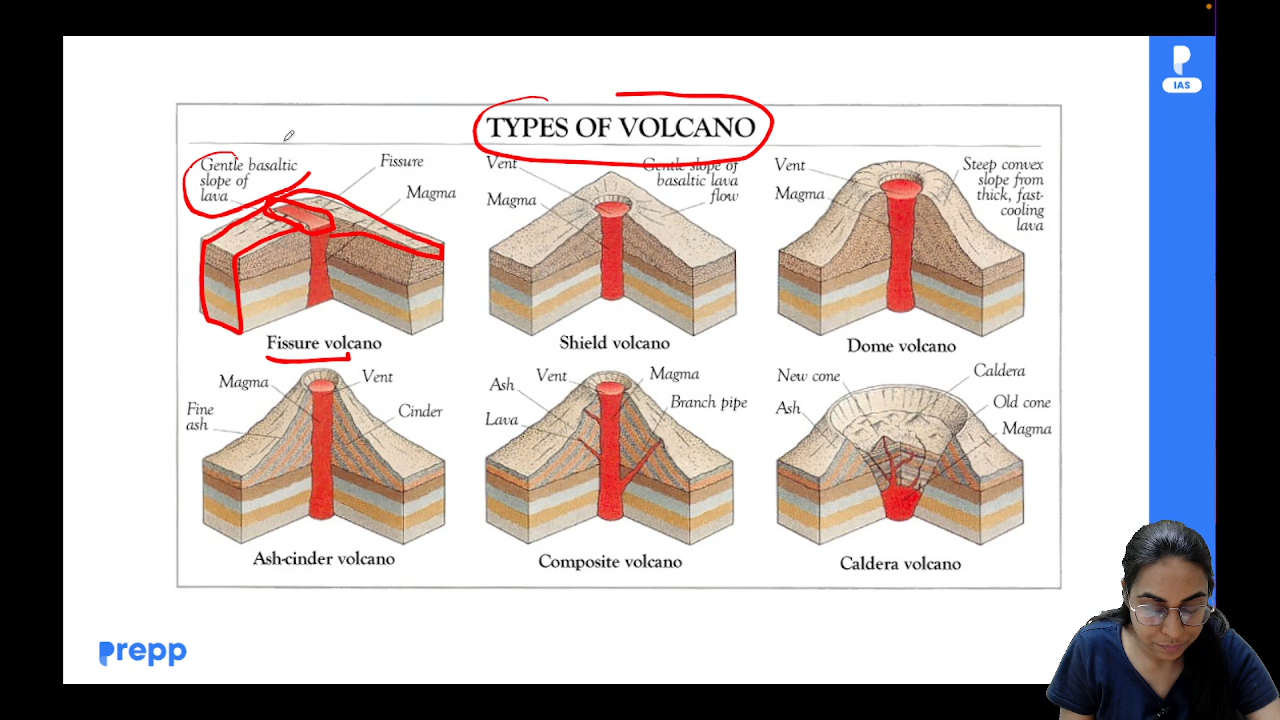 IAS
TYPES OF VOLCANO
Gentle basaltic
slope of
lava
Fissure
Magma
Fissure volcano
Vent
Magma
Gentle slope of
basaltic lava
flow
Shield volcano
Vent
Magma
Steep convex
slope from
thick, fast-
cooling
lava
Dome volcano
Magma
Vent
Fine
ash
Cinder
Ash-cinder volcano
Ash
Vent
Magma
Branch pipe
Lava
Composite volcano
New cone
Caldera
Ash
Old cone
Magma
Caldera volcano
prepp